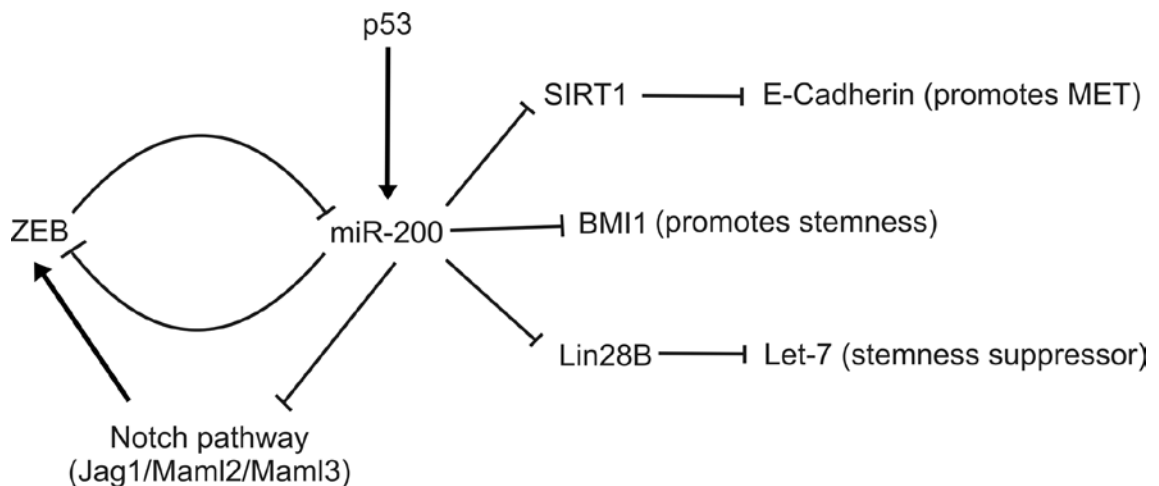 p53
SIRT1
E-Cadherin (promotes MET)
ZEB
miR-200
BMI1 (promotes stemness)
Lin28B
Let-7 (stemness suppressor)
Notch pathway
(Jag1/Maml2/Maml3)